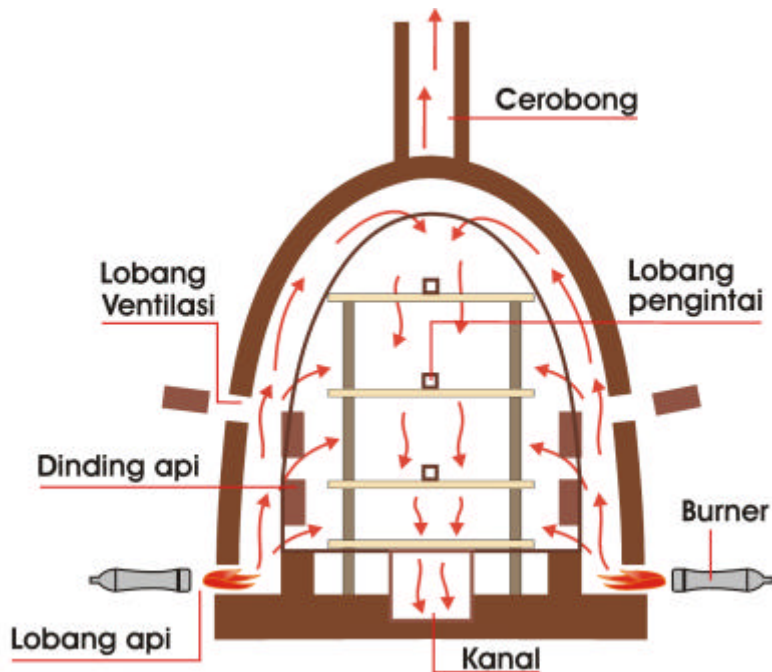 Cerobong
Lobang
Ventilasi
Lobang
pengintai
Dinding api
Burner
Lobang api
Kanal